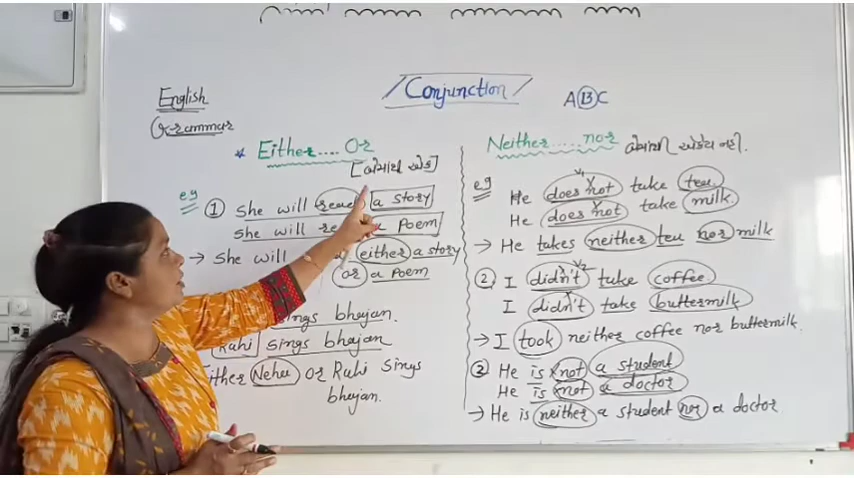 Conjunction
English
Grammar
A B C
* Either.... Or
[બેમાંથી એક]
eg
① She will read a story
She will a Poem
→ She will either a story
or a poem
Sings bhajan.
Rahi sings bhajan
Either Neha or Rahi Sings
bhajan.
Neither..... nor બેમાંથી એકેય નહી.
eg
He does not take tea
V1
He does not take milk.
→ He takes neither tea nor milk
② I didn't take coffee
V2
I didn't take buttermilk
→ I took neither coffee nor buttermilk.
③ He is not a student
He is not a doctor
→ He is neither a student nor a doctor